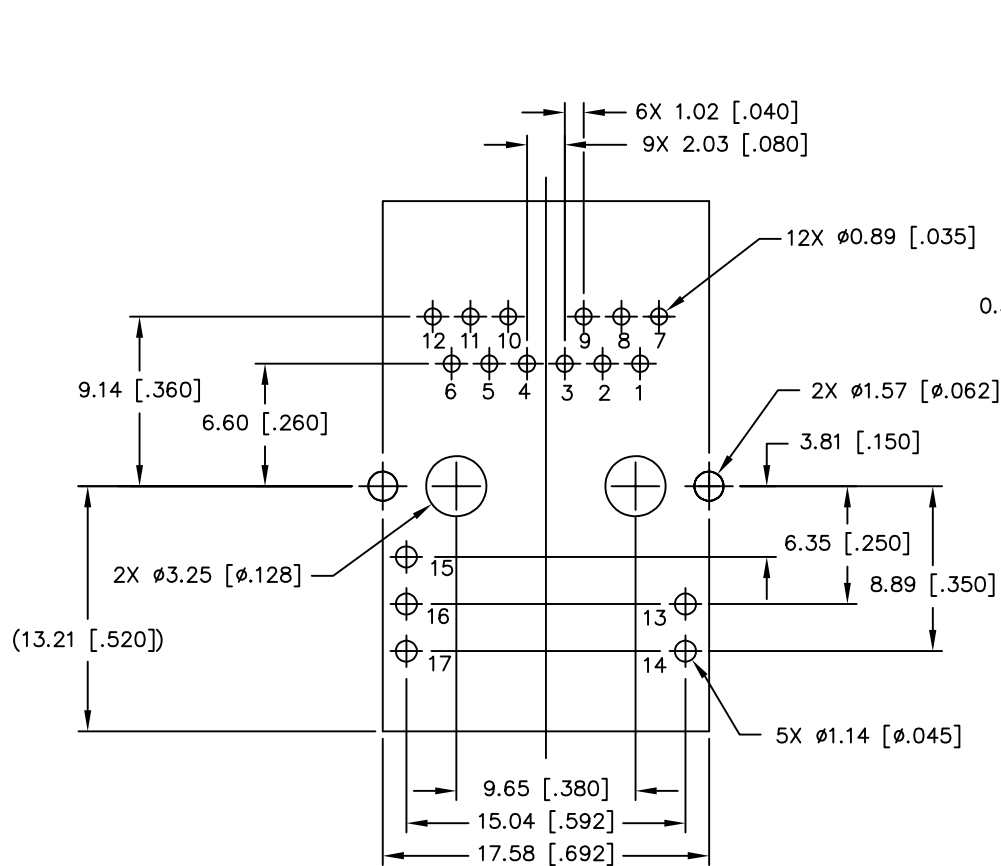 6X 1.02 [.040]
9X 2.03 [.080]
12X ø0.89 [.035]
12 11 10 9 8 7
6 5 4 3 2 1
9.14 [.360]
6.60 [.260]
2X ø1.57 [ø.062]
3.81 [.150]
6.35 [.250]
8.89 [.350]
2X ø3.25 [ø.128]
15
16 13
17 14
(13.21 [.520])
5X ø1.14 [ø.045]
9.65 [.380]
15.04 [.592]
17.58 [.692]